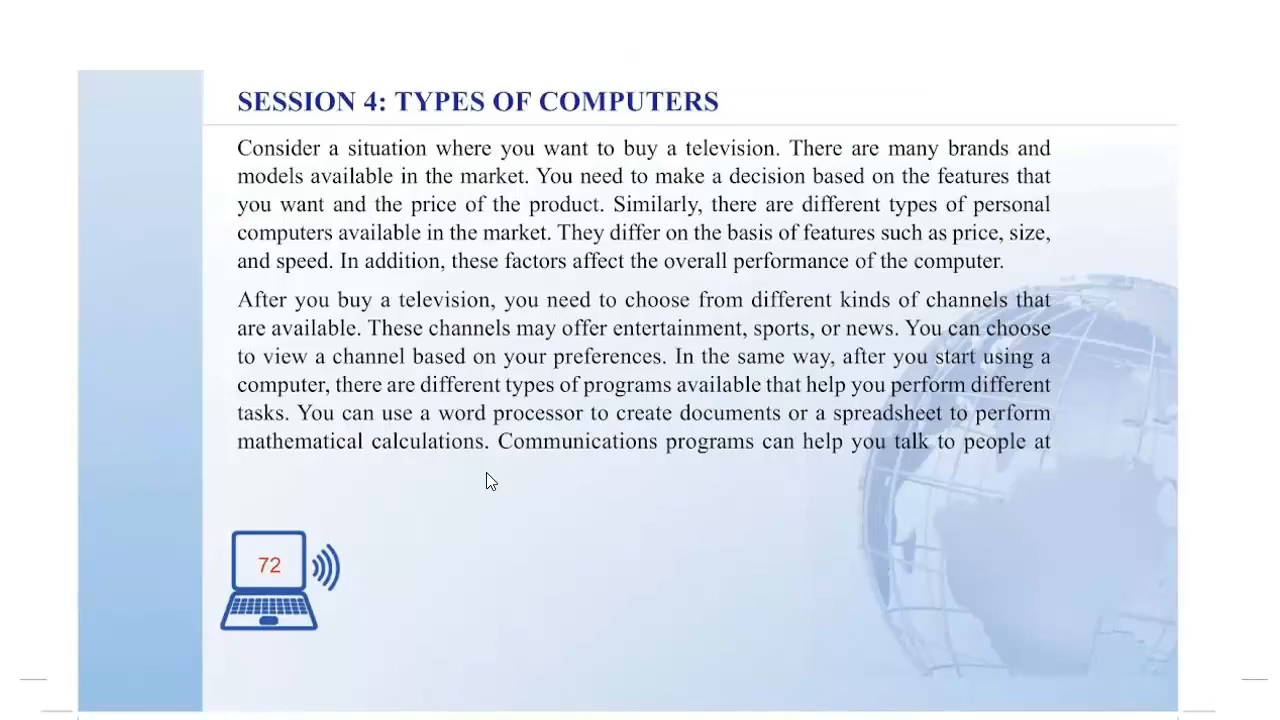 SESSION 4: TYPES OF COMPUTERS
Consider a situation where you want to buy a television. There are many brands and
models available in the market. You need to make a decision based on the features that
you want and the price of the product. Similarly, there are different types of personal
computers available in the market. They differ on the basis of features such as price, size,
and speed. In addition, these factors affect the overall performance of the computer.
After you buy a television, you need to choose from different kinds of channels that
are available. These channels may offer entertainment, sports, or news. You can choose
to view a channel based on your preferences. In the same way, after you start using a
computer, there are different types of programs available that help you perform different
tasks. You can use a word processor to create documents or a spreadsheet to perform
mathematical calculations. Communications programs can help you talk to people at
72